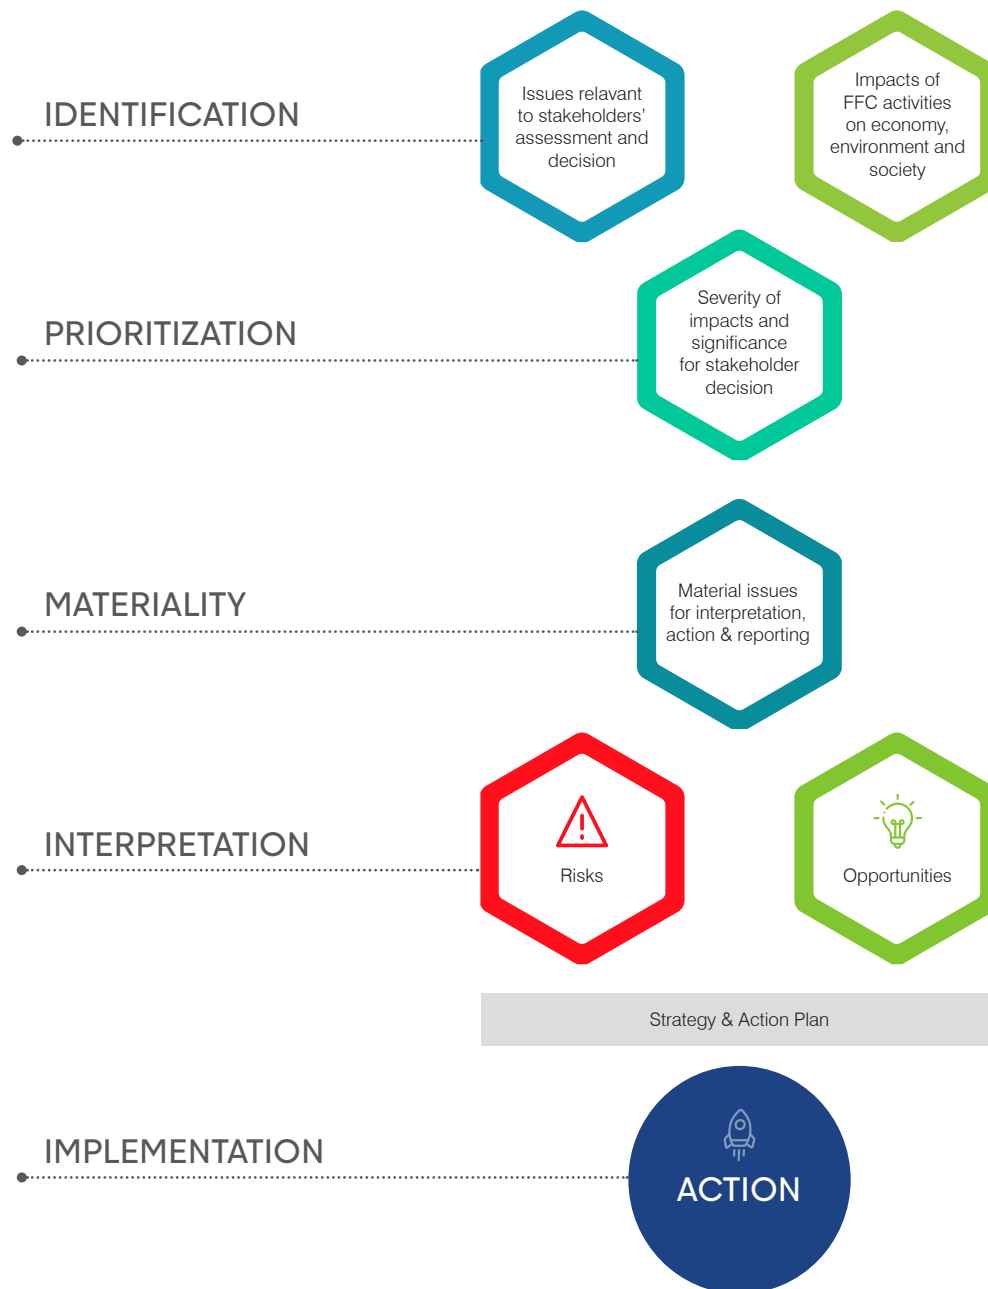 IDENTIFICATION
Issues relavant
to stakeholders'
assessment and
decision
Impacts of
FFC activities
on economy,
environment and
society
PRIORITIZATION
Severity of
impacts and
significance
for stakeholder
decision
MATERIALITY
Material issues
for interpretation,
action & reporting
INTERPRETATION
Risks
Opportunities
Strategy & Action Plan
IMPLEMENTATION
ACTION